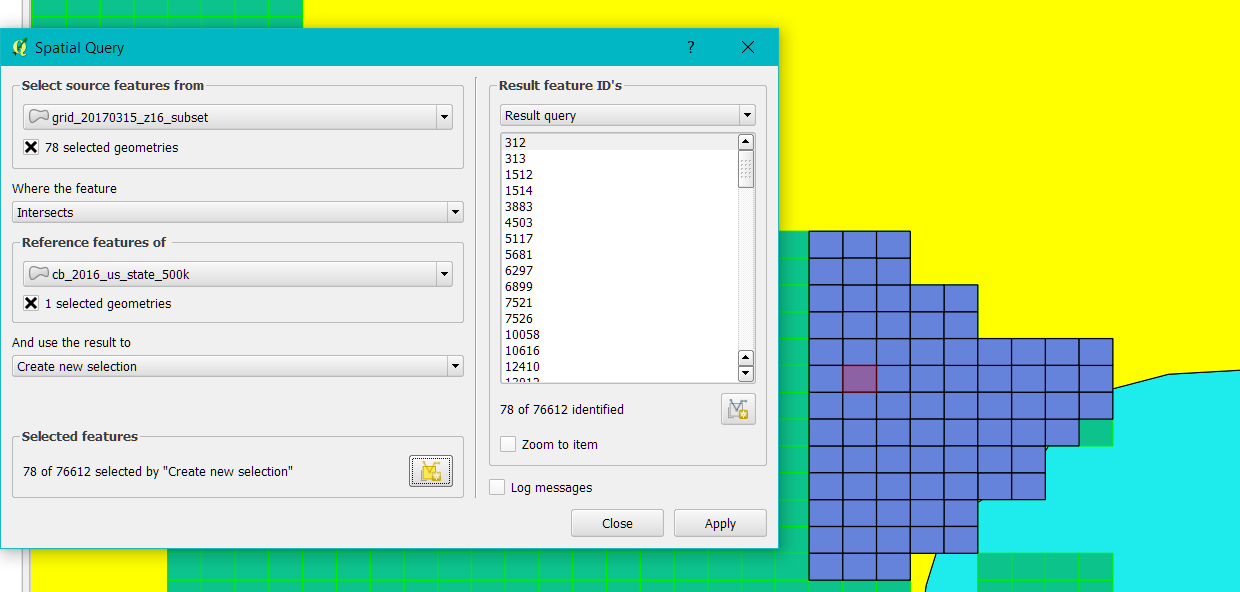 Spatial Query
?
Select source features from
grid_20170315_z16_subset
78 selected geometries
Where the feature
Intersects
Reference features of
cb_2016_us_state_500k
1 selected geometries
And use the result to
Create new selection
Selected features
78 of 76612 selected by "Create new selection"
Result feature ID's
Result query
312
313
1512
1514
3883
4503
5117
5681
6297
6899
7521
7526
10058
10616
12410
78 of 76612 identified
Zoom to item
Log messages
Close
Apply